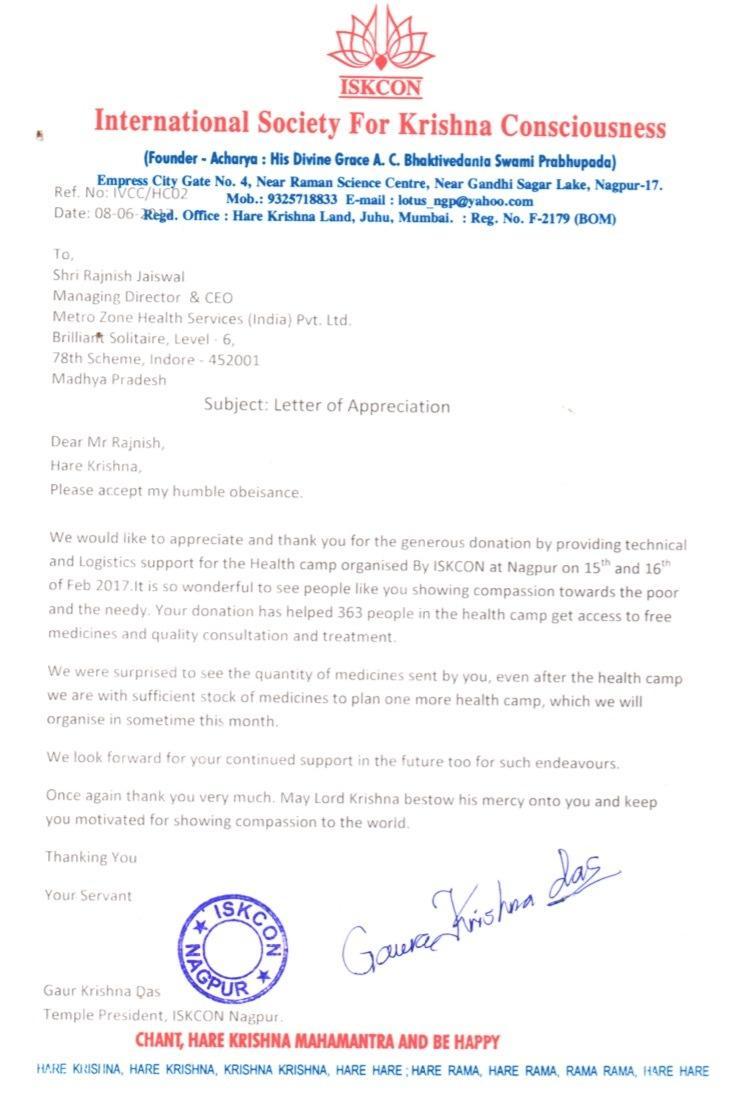 ISKCON
International Society For Krishna Consciousness
(Founder - Acharya : His Divine Grace A. C. Bhaktivedanta Swami Prabhupada)
Empress City Gate No. 4, Near Raman Science Centre, Near Gandhi Sagar Lake, Nagpur-17.
Ref. No: IVCC/HC02
Mob.: 9325718833 E-mail : lotus_ngp@yahoo.com
Date: 08-06-
Regd. Office : Hare Krishna Land, Juhu, Mumbai. : Reg. No. F-2179 (BOM)
To,
Shri Rajnish Jaiswal
Managing Director & CEO
Metro Zone Health Services (India) Pvt. Ltd.
Brilliant Solitaire, Level - 6,
78th Scheme, Indore - 452001
Madhya Pradesh
Subject: Letter of Appreciation
Dear Mr Rajnish,
Hare Krishna,
Please accept my humble obeisance.
We would like to appreciate and thank you for the generous donation by providing technical
and Logistics support for the Health camp organised By ISKCON at Nagpur on 15th and 16th
of Feb 2017.It is so wonderful to see people like you showing compassion towards the poor
and the needy. Your donation has helped 363 people in the health camp get access to free
medicines and quality consultation and treatment.
We were surprised to see the quantity of medicines sent by you, even after the health camp
we are with sufficient stock of medicines to plan one more health camp, which we will
organise in sometime this month.
We look forward for your continued support in the future too for such endeavours.
Once again thank you very much. May Lord Krishna bestow his mercy onto you and keep
you motivated for showing compassion to the world.
Thanking You
Your Servant
ISKCON
NAGPUR
Gaura Krishna das
Gaur Krishna Das
Temple President, ISKCON Nagpur.
CHANT, HARE KRISHNA MAHAMANTRA AND BE HAPPY
HARE KRISHNA, HARE KRISHNA, KRISHNA KRISHNA, HARE HARE ; HARE RAMA, HARE RAMA, RAMA RAMA, HARE HARE